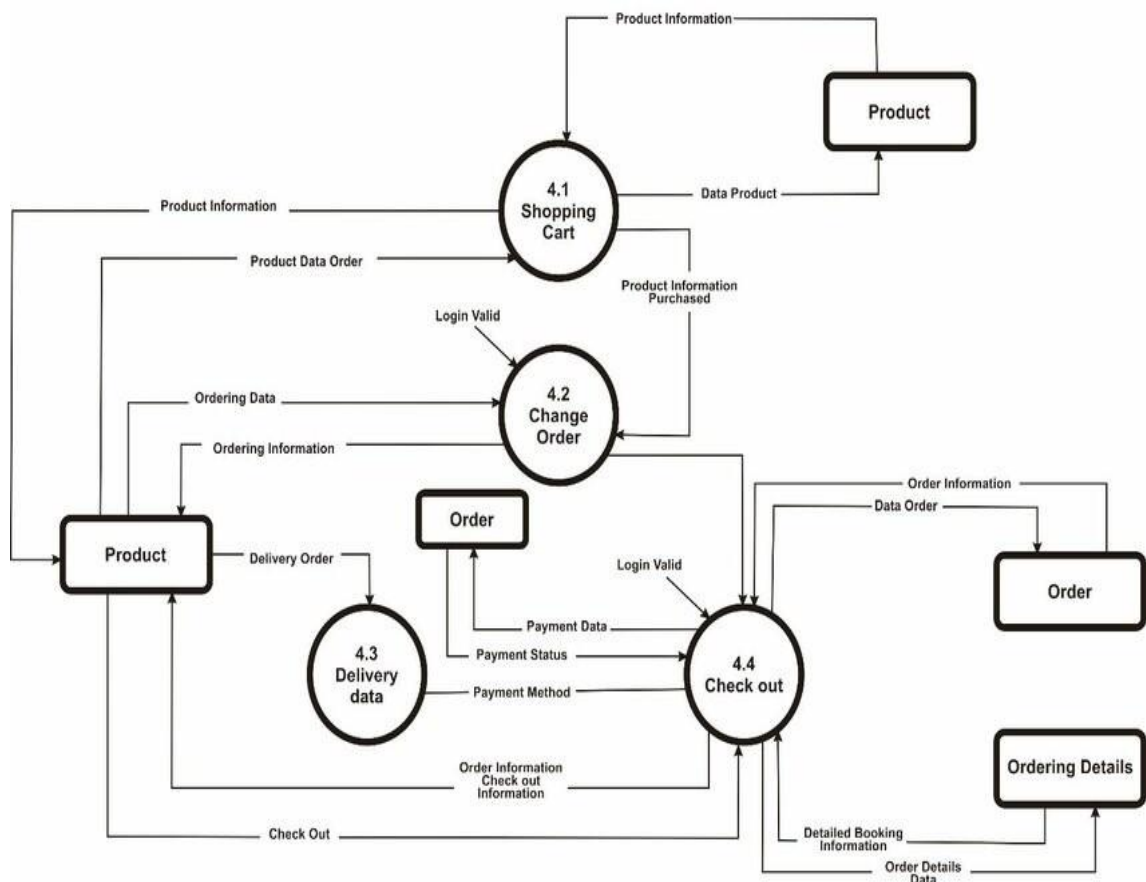 Product Information
Product
4.1
Shopping
Cart
Data Product
Product Information
Product Data Order
Product Information
Purchased
Login Valid
4.2
Change
Order
Ordering Data
Ordering Information
Order
Order Information
Data Order
Product
Delivery Order
Login Valid
Order
Payment Data
4.3
Delivery
data
Payment Status
4.4
Check out
Payment Method
Ordering Details
Order Information
Check out
Information
Check Out
Detailed Booking
Information
Order Details
Data